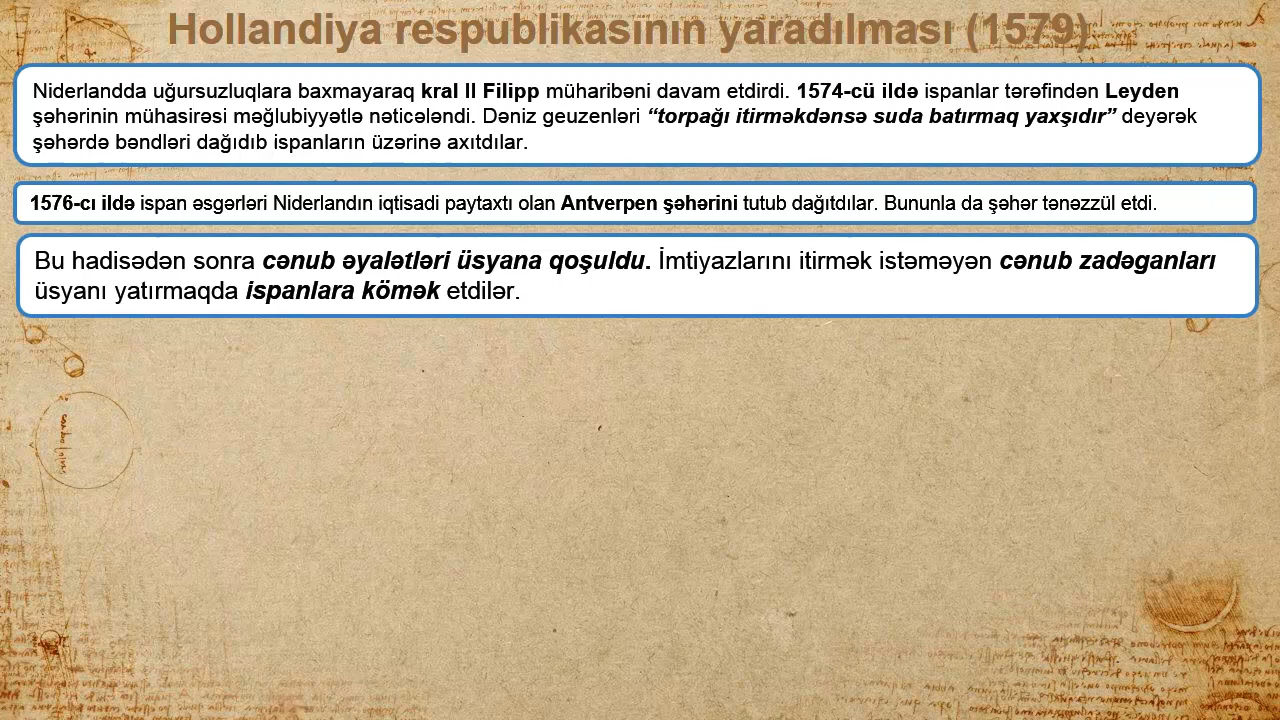 Hollandiya respublikasının yaradılması (1579)
Niderlandda uğursuzluqlara baxmayaraq kral II Filipp müharibəni davam etdirdi. 1574-cü ildə ispanlar tərəfindən Leyden
şəhərinin mühasirəsi məğlubiyyətlə nəticələndi. Dəniz geuzenləri “torpağı itirməkdənsə suda batırmaq yaxşıdır” deyərək
şəhərdə bəndləri dağıdıb ispanların üzərinə axıtdılar.
1576-cı ildə ispan əsgərləri Niderlandın iqtisadi paytaxtı olan Antverpen şəhərini tutub dağıtdılar. Bununla da şəhər tənəzzül etdi.
Bu hadisədən sonra cənub əyalətləri üsyana qoşuldu. İmtiyazlarını itirmək istəməyən cənub zadəganları
üsyanı yatırmaqda ispanlara kömək etdilər.